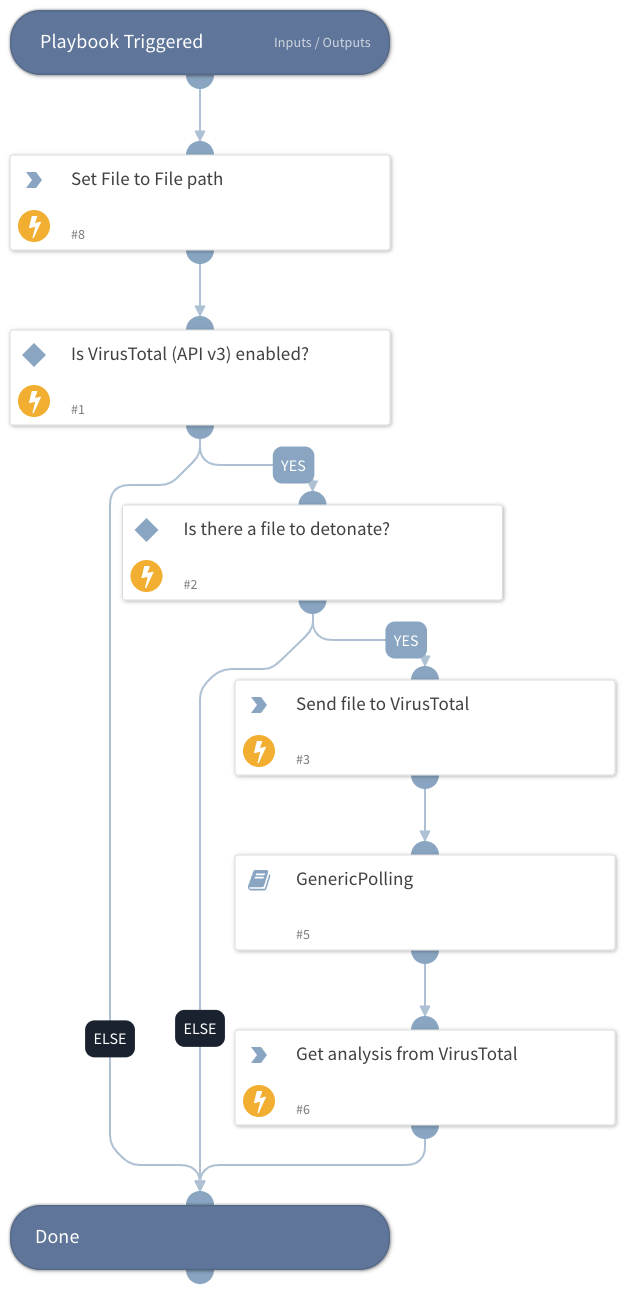 Playbook Triggered
Inputs / Outputs
Set File to File path
#8
Is VirusTotal (API v3) enabled?
#1
YES
Is there a file to detonate?
#2
YES
Send file to VirusTotal
#3
GenericPolling
#5
ELSE
ELSE
Get analysis from VirusTotal
#6
Done